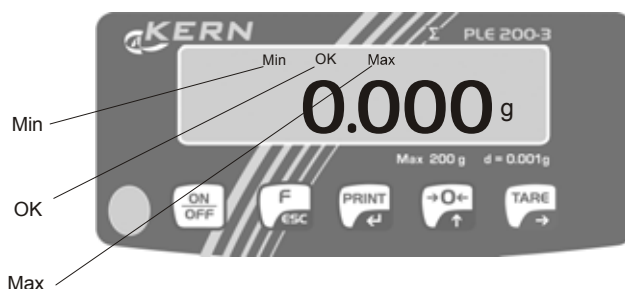 KERN Σ PLE 200-3
Min OK Max
0.000 g
Max 200 g d = 0.001g
ON OFF F ESC PRINT →0← ↑ TARE →
Min
OK
Max